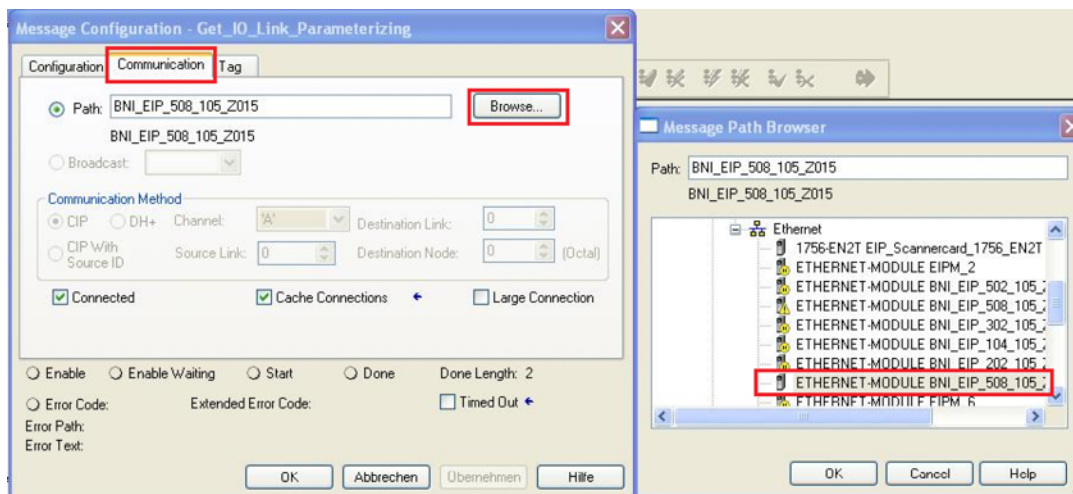 Message Configuration - Get_IO_Link_Parameterizing
Configuration Communication Tag
Path: BNI_EIP_508_105_Z015 Browse...
BNI_EIP_508_105_Z015
Broadcast:
Communication Method
CIP DH+ Channel: 'A' Destination Link: 0
CIP With Source ID Source Link: 0 Destination Node: 0 (Octal)
Connected Cache Connections Large Connection
Enable Enable Waiting Start Done Done Length: 2
Error Code: Extended Error Code: Timed Out
Error Path:
Error Text:
OK Abbrechen Übernehmen Hilfe
Message Path Browser
Path: BNI_EIP_508_105_Z015
BNI_EIP_508_105_Z015
Ethernet
1756-EN2T EIP_Scannercard_1756_EN2T
ETHERNET-MODULE EIPM_2
ETHERNET-MODULE BNI_EIP_502_105_
ETHERNET-MODULE BNI_EIP_508_105_
ETHERNET-MODULE BNI_EIP_302_105_
ETHERNET-MODULE BNI_EIP_104_105_
ETHERNET-MODULE BNI_EIP_202_105_
ETHERNET-MODULE BNI_EIP_508_105_
ETHERNET-MODULE EIPM_6
OK Cancel Help